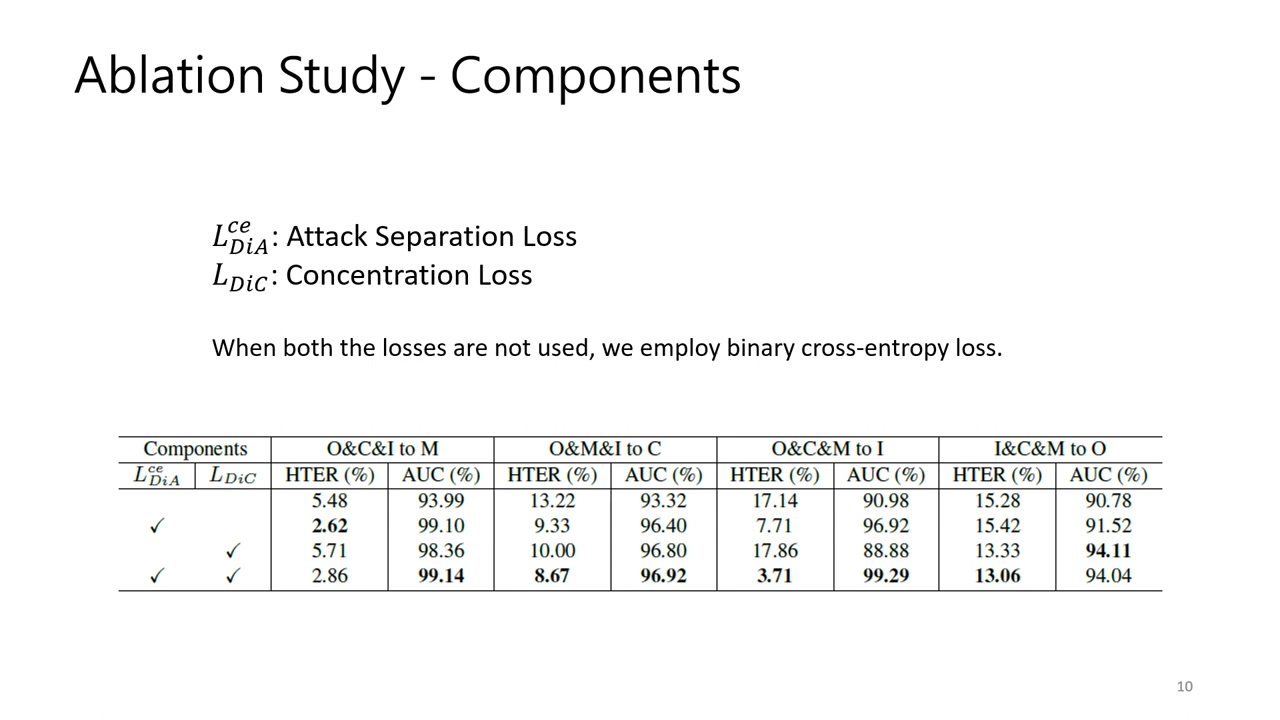 Ablation Study - Components
L_{DiA}^{ce}: Attack Separation Loss
L_{DiC}: Concentration Loss
When both the losses are not used, we employ binary cross-entropy loss.
Components O&C&I to M O&M&I to C O&C&M to I I&C&M to O
L_{DiA}^{ce} L_{DiC} HTER (%) AUC (%) HTER (%) AUC (%) HTER (%) AUC (%) HTER (%) AUC (%)
5.48 93.99 13.22 93.32 17.14 90.98 15.28 90.78
✓ 2.62 99.10 9.33 96.40 7.71 96.92 15.42 91.52
✓ 5.71 98.36 10.00 96.80 17.86 88.88 13.33 94.11
✓ ✓ 2.86 99.14 8.67 96.92 3.71 99.29 13.06 94.04
10